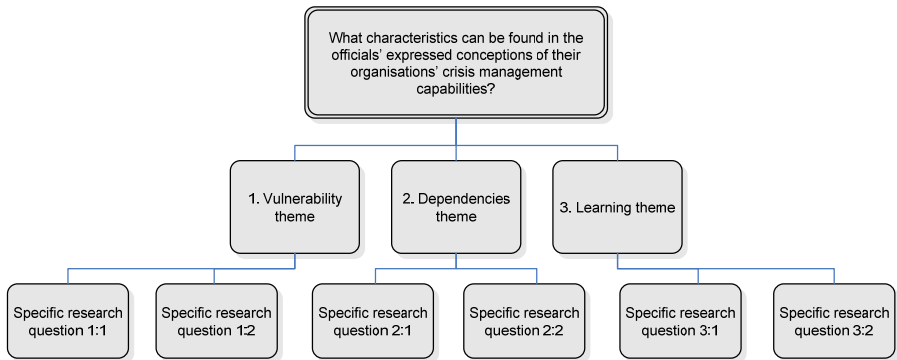 What characteristics can be found in the
officials' expressed conceptions of their
organisations' crisis management
capabilities?
1. Vulnerability
theme
2. Dependencies
theme
3. Learning theme
Specific research
question 1:1
Specific research
question 1:2
Specific research
question 2:1
Specific research
question 2:2
Specific research
question 3:1
Specific research
question 3:2